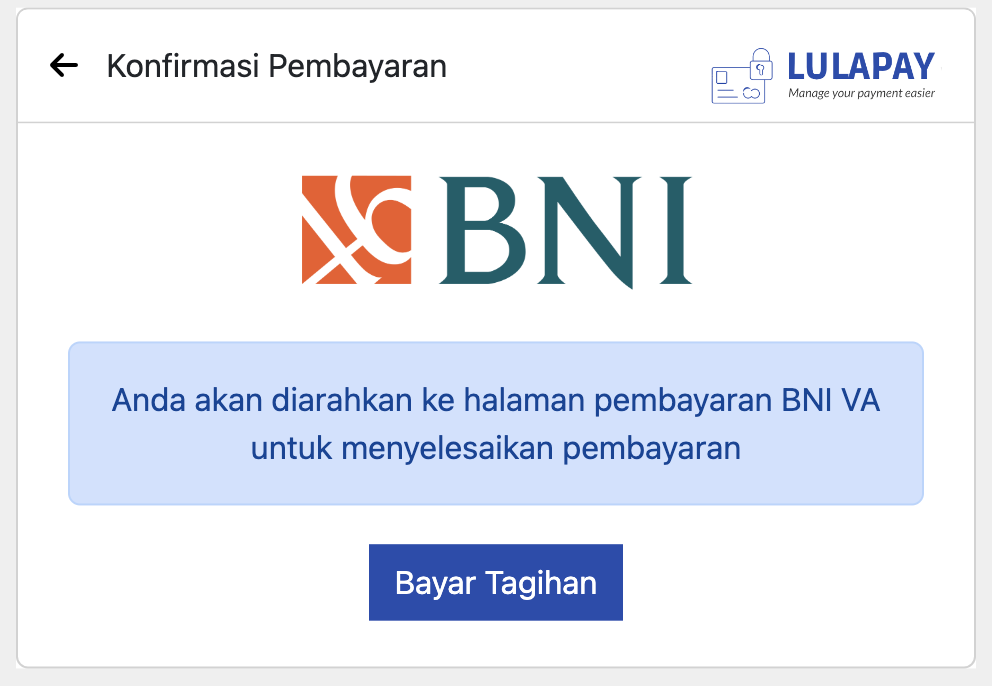 Konfirmasi Pembayaran
LULAPAY
Manage your payment easier
BNI
Anda akan diarahkan ke halaman pembayaran BNI VA
untuk menyelesaikan pembayaran
Bayar Tagihan